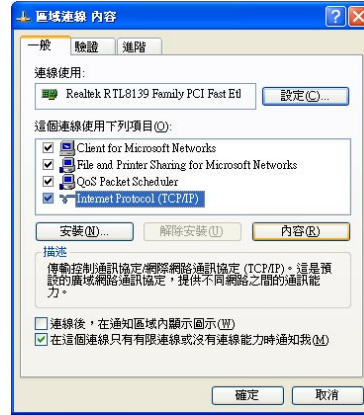 區域連線 內容
一般 驗證 進階
連線使用:
Realtek RTL8139 Family PCI Fast Etl
設定(C)...
這個連線使用下列項目(O):
Client for Microsoft Networks
File and Printer Sharing for Microsoft Networks
QoS Packet Scheduler
Internet Protocol (TCP/IP)
安裝(N)... 解除安裝(U) 內容(R)
描述
傳輸控制通訊協定/網際網路通訊協定 (TCP/IP)。這是預
設的廣域網路通訊協定，提供不同網路之間的通訊能
力。
連線後，在通知區域內顯示圖示(W)
在這個連線只有有限連線或沒有連線能力時通知我(M)
確定 取消